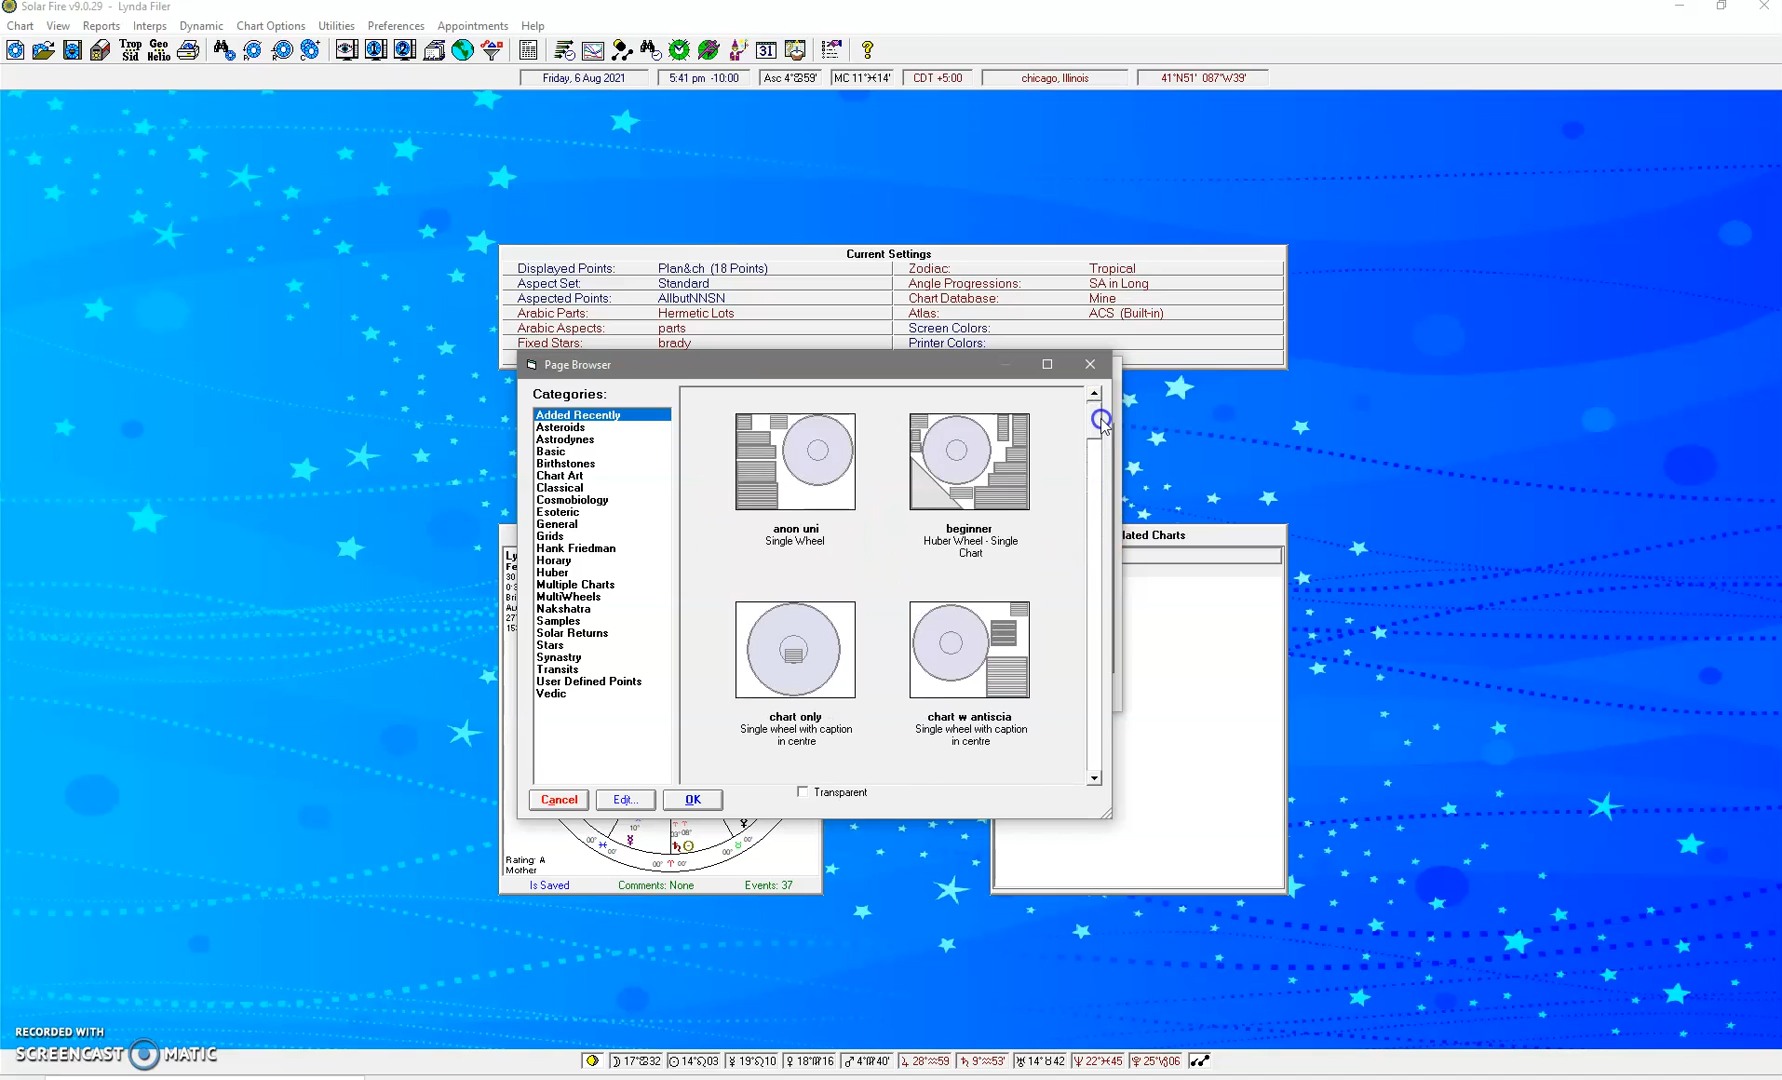 Solar Fire v9.0.29 - Lynda Filer
Chart View Reports Interps Dynamic Chart Options Utilities Preferences Appointments Help
Trop Sid Geo Helio
Friday, 6 Aug 2021 5:41 pm -10:00 Asc 4°♋59' MC 11°♓14' CDT +5:00 chicago, Illinois 41°N51' 087°W39'
Current Settings
Displayed Points: Plan&ch (18 Points) Zodiac: Tropical
Aspect Set: Standard Angle Progressions: SA in Long
Aspected Points: AllbutNNSN Chart Database: Mine
Arabic Parts: Hermetic Lots Atlas: ACS (Built-in)
Arabic Aspects: parts Screen Colors:
Fixed Stars: brady Printer Colors:
Page Browser
Categories:
Added Recently
Asteroids
Astrodynes
Basic
Birthstones
Chart Art
Classical
Cosmobiology
Esoteric
General
Grids
Hank Friedman
Horary
Huber
Multiple Charts
MultiWheels
Nakshatra
Samples
Solar Returns
Stars
Synastry
Transits
User Defined Points
Vedic
anon uni
Single Wheel
beginner
Huber Wheel - Single
Chart
chart only
Single wheel with caption
in centre
chart w antiscia
Single wheel with caption
in centre
Transparent
Cancel Edit... OK
lated Charts
Rating: A
Mother
Is Saved Comments: None Events: 37
RECORDED WITH
SCREENCAST MATIC